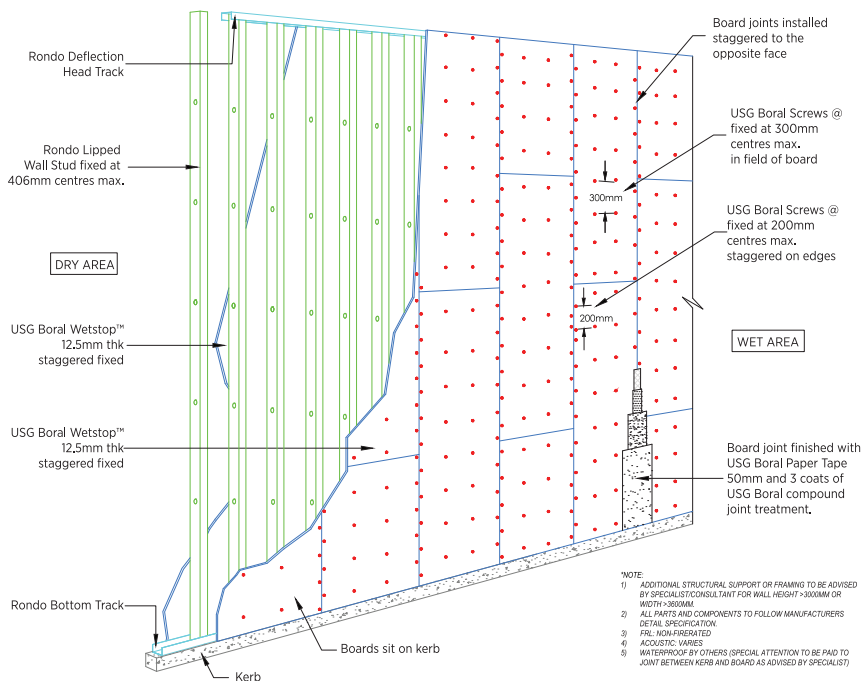 Rondo Deflection
Head Track
Rondo Lipped
Wall Stud fixed at
406mm centres max.
DRY AREA
USG Boral Wetstop™
12.5mm thk
staggered fixed
USG Boral Wetstop™
12.5mm thk
staggered fixed
Rondo Bottom Track
Kerb
Boards sit on kerb
300mm
200mm
Board joints installed
staggered to the
opposite face
USG Boral Screws @
fixed at 300mm
centres max.
in field of board
USG Boral Screws @
fixed at 200mm
centres max.
staggered on edges
WET AREA
Board joint finished with
USG Boral Paper Tape
50mm and 3 coats of
USG Boral compound
joint treatment.
*NOTE:
1) ADDITIONAL STRUCTURAL SUPPORT OR FRAMING TO BE ADVISED
BY SPECIALIST/CONSULTANT FOR WALL HEIGHT >3000MM OR
WIDTH >3600MM.
2) ALL PARTS AND COMPONENTS TO FOLLOW MANUFACTURERS
DETAIL SPECIFICATION.
3) FRL: NON-FIRERATED
4) ACOUSTIC: VARIES
5) WATERPROOF BY OTHERS (SPECIAL ATTENTION TO BE PAID TO
JOINT BETWEEN KERB AND BOARD AS ADVISED BY SPECIALIST)